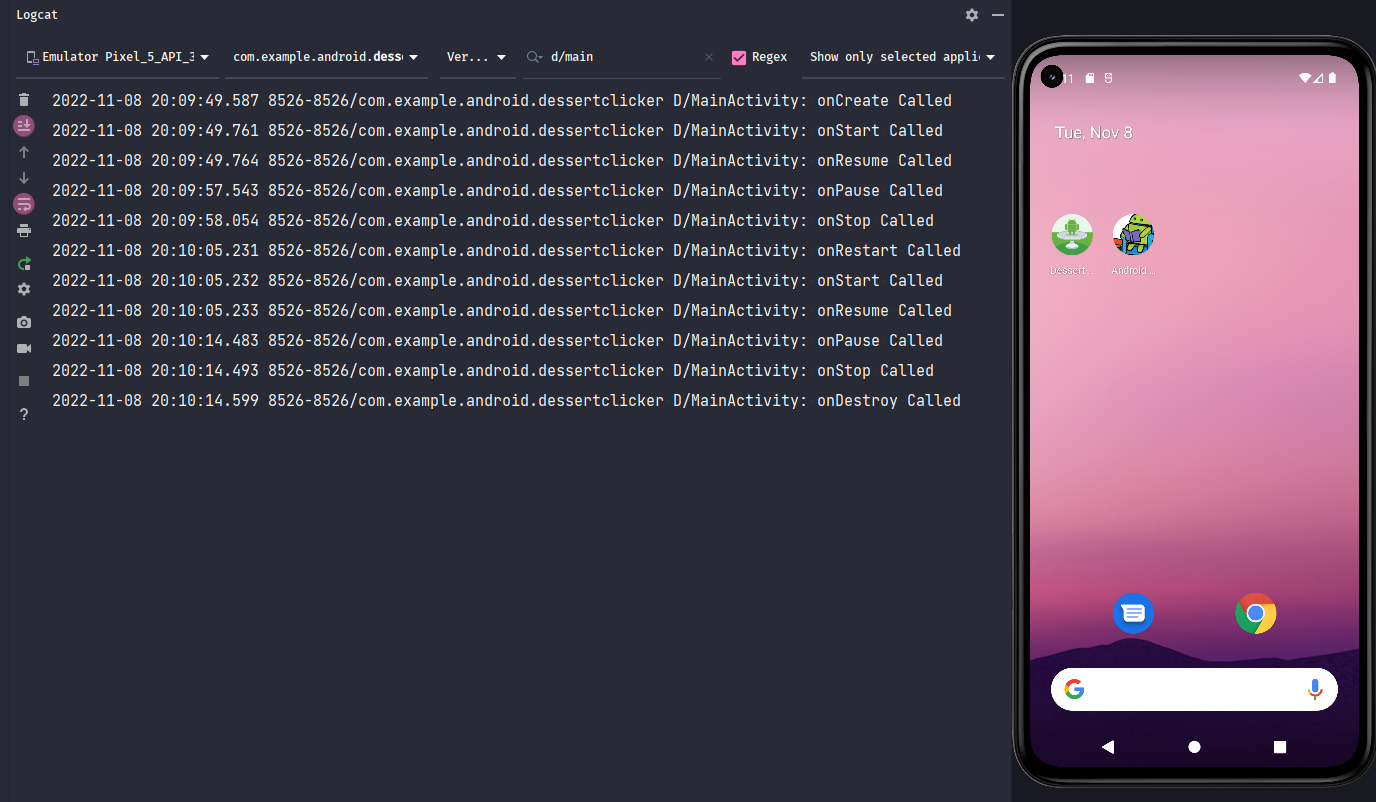 Logcat
Emulator Pixel_5_API_3 com.example.android.dess Ver... d/main Regex Show only selected appli
2022-11-08 20:09:49.587 8526-8526/com.example.android.dessertclicker D/MainActivity: onCreate Called
2022-11-08 20:09:49.761 8526-8526/com.example.android.dessertclicker D/MainActivity: onStart Called
2022-11-08 20:09:49.764 8526-8526/com.example.android.dessertclicker D/MainActivity: onResume Called
2022-11-08 20:09:57.543 8526-8526/com.example.android.dessertclicker D/MainActivity: onPause Called
2022-11-08 20:09:58.054 8526-8526/com.example.android.dessertclicker D/MainActivity: onStop Called
2022-11-08 20:10:05.231 8526-8526/com.example.android.dessertclicker D/MainActivity: onRestart Called
2022-11-08 20:10:05.232 8526-8526/com.example.android.dessertclicker D/MainActivity: onStart Called
2022-11-08 20:10:05.233 8526-8526/com.example.android.dessertclicker D/MainActivity: onResume Called
2022-11-08 20:10:14.483 8526-8526/com.example.android.dessertclicker D/MainActivity: onPause Called
2022-11-08 20:10:14.493 8526-8526/com.example.android.dessertclicker D/MainActivity: onStop Called
2022-11-08 20:10:14.599 8526-8526/com.example.android.dessertclicker D/MainActivity: onDestroy Called
11
Tue, Nov 8
Dessert ... Android ...